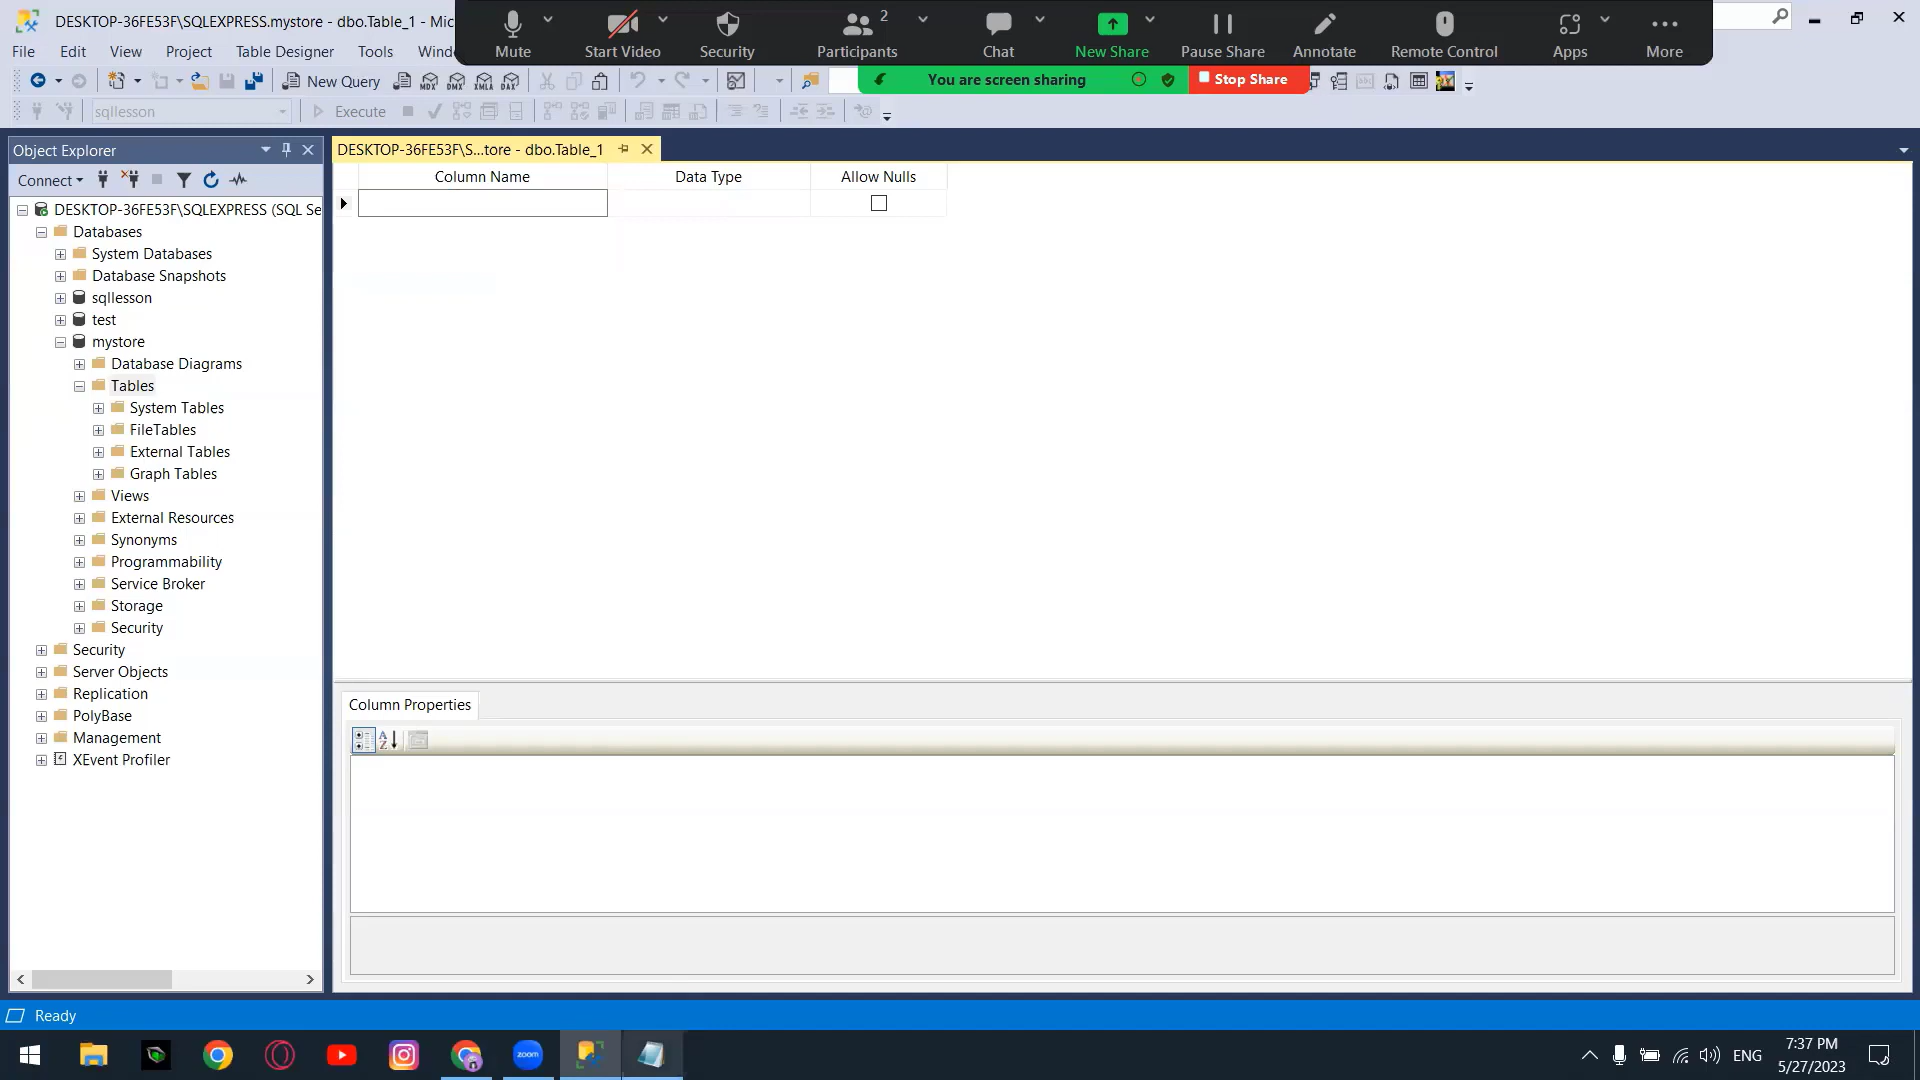 DESKTOP-36FE53F\SQLEXPRESS.mystore - dbo.Table_1 - Mic
Mute
Start Video
Security
Participants
2
Chat
New Share
Pause Share
Annotate
Remote Control
Apps
More
File Edit View Project Table Designer Tools Wind
New Query
MDX
DMX
XMLA
DAX
You are screen sharing
Stop Share
sqllesson
Execute
Object Explorer
DESKTOP-36FE53F\S...tore - dbo.Table_1
Connect
Column Name Data Type Allow Nulls
DESKTOP-36FE53F\SQLEXPRESS (SQL Se
Databases
System Databases
Database Snapshots
sqllesson
test
mystore
Database Diagrams
Tables
System Tables
FileTables
External Tables
Graph Tables
Views
External Resources
Synonyms
Programmability
Service Broker
Storage
Security
Security
Server Objects
Replication
PolyBase
Management
XEvent Profiler
Column Properties
Ready
zoom
ENG
7:37 PM
5/27/2023